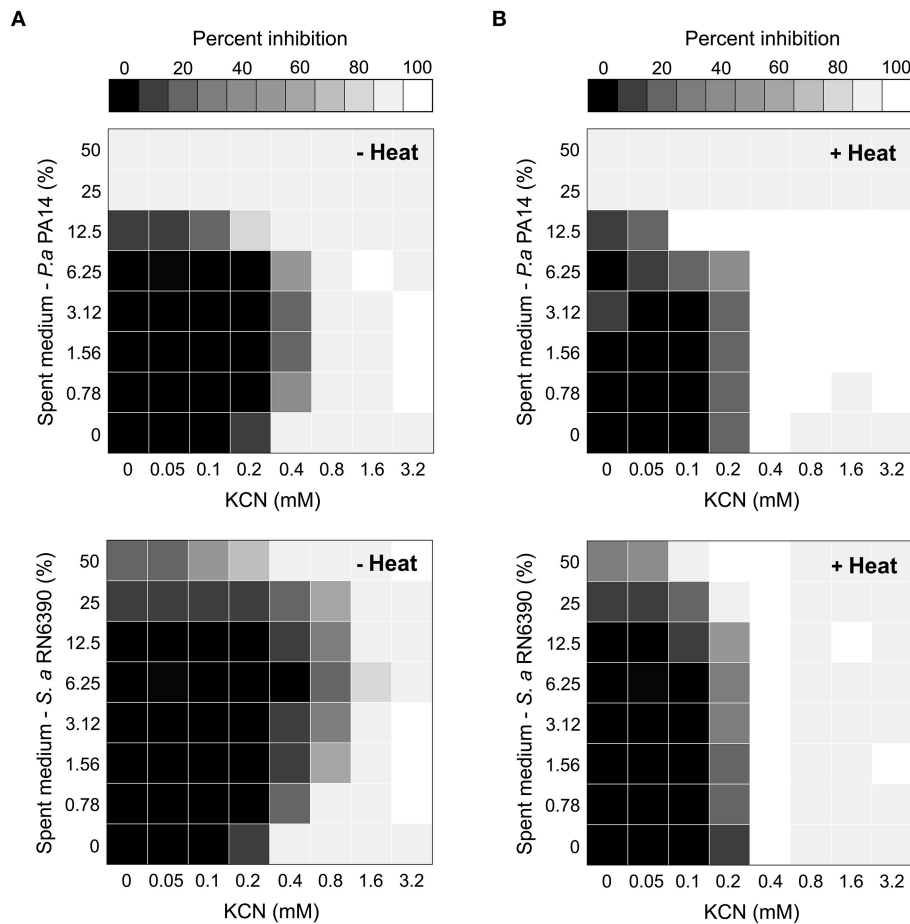 A
Percent inhibition
0 20 40 60 80 100
- Heat
Spent medium - P.a PA14 (%)
50
25
12.5
6.25
3.12
1.56
0.78
0
0 0.05 0.1 0.2 0.4 0.8 1.6 3.2
KCN (mM)
- Heat
Spent medium - S. a RN6390 (%)
50
25
12.5
6.25
3.12
1.56
0.78
0
0 0.05 0.1 0.2 0.4 0.8 1.6 3.2
KCN (mM)
B
Percent inhibition
0 20 40 60 80 100
+ Heat
Spent medium - P.a PA14 (%)
50
25
12.5
6.25
3.12
1.56
0.78
0
0 0.05 0.1 0.2 0.4 0.8 1.6 3.2
KCN (mM)
+ Heat
Spent medium - S. a RN6390 (%)
50
25
12.5
6.25
3.12
1.56
0.78
0
0 0.05 0.1 0.2 0.4 0.8 1.6 3.2
KCN (mM)